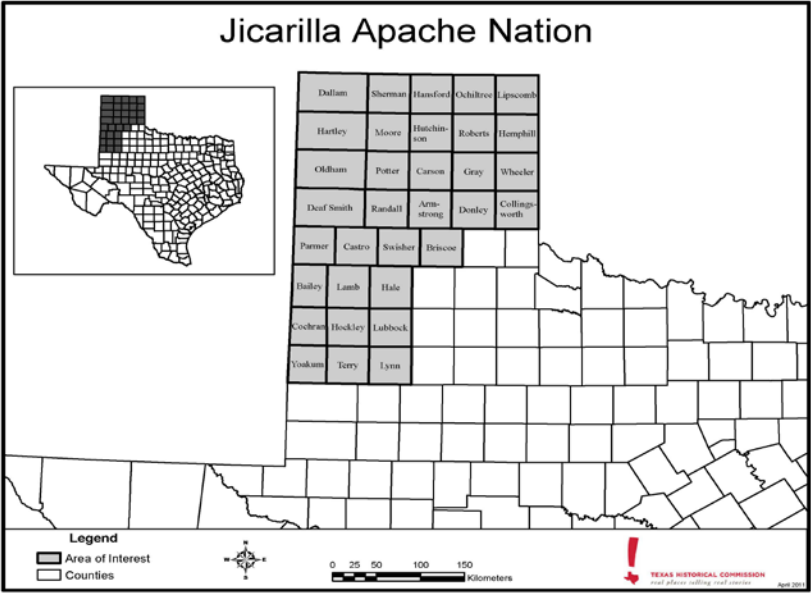 Jicarilla Apache Nation
Dallam Sherman Hansford Ochiltree Lipscomb
Hartley Moore Hutchin-
son Roberts Hemphill
Oldham Potter Carson Gray Wheeler
Deaf Smith Randall Arm-
strong Donley Collings-
worth
Parmer Castro Swisher Briscoe
Bailey Lamb Hale
Cochran Hockley Lubbock
Yoakum Terry Lynn
Legend
Area of Interest
Counties
N
W E
S
0 25 50 100 150
Kilometers
TEXAS HISTORICAL COMMISSION
real places telling real stories
April 2011